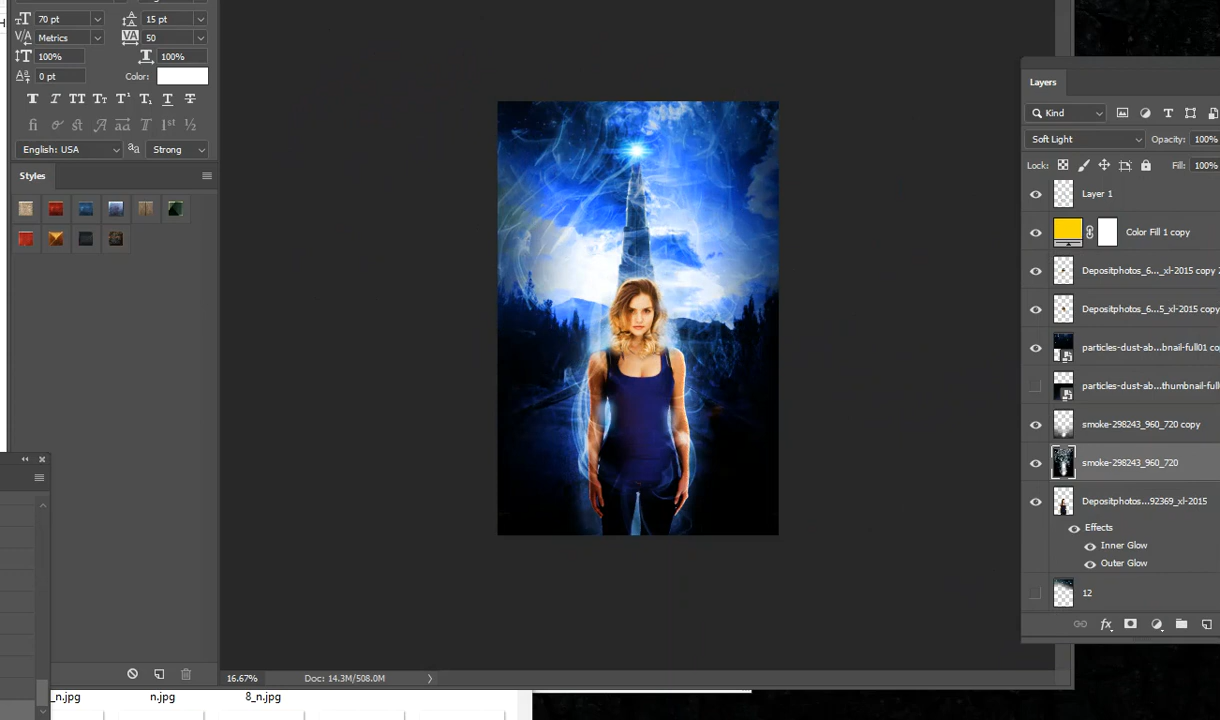 70 pt 15 pt
Metrics 50
100% 100%
0 pt Color:
English: USA aa Strong
Styles
Layers
Kind
Soft Light Opacity: 100%
Lock: Fill: 100%
Layer 1
Color Fill 1 copy
Depositphotos_6..._xl-2015 copy
Depositphotos_6...5_xl-2015 copy
particles-dust-ab...bnail-full01 co
particles-dust-ab...thumbnail-full
smoke-298243_960_720 copy
smoke-298243_960_720
Depositphotos...92369_xl-2015
Effects
Inner Glow
Outer Glow
12
16.67% Doc: 14.3M/508.0M
_n.jpg n.jpg 8_n.jpg